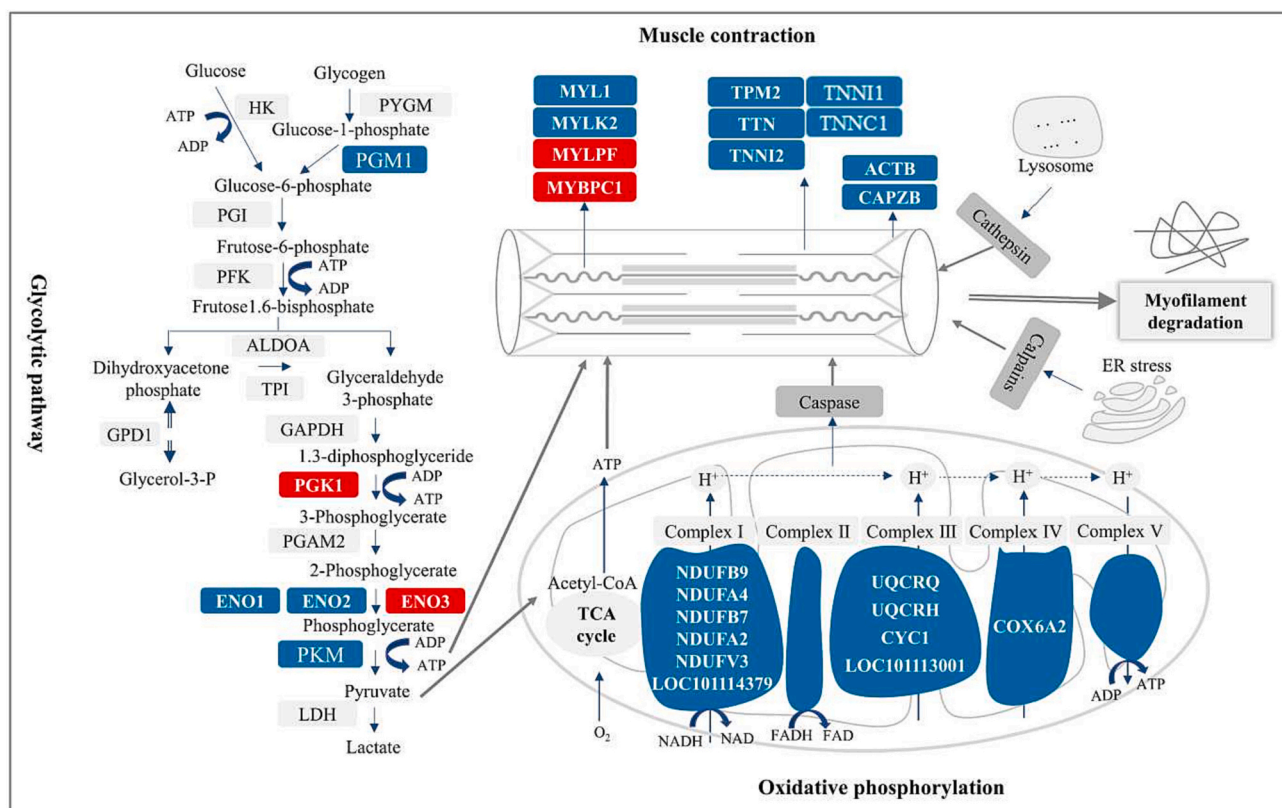 Muscle contraction
Glycolytic pathway
Glucose
Glycogen
ATP
HK
PYGM
ADP
Glucose-1-phosphate
PGM1
Glucose-6-phosphate
PGI
Frutose-6-phosphate
PFK
ATP
ADP
Frutose1.6-bisphosphate
ALDOA
Dihydroxyacetone
phosphate
TPI
Glyceraldehyde
3-phosphate
GPD1
GAPDH
Glycerol-3-P
1.3-diphosphoglyceride
PGK1
ADP
ATP
3-Phosphoglycerate
PGAM2
2-Phosphoglycerate
ENO1
ENO2
ENO3
Phosphoglycerate
PKM
ADP
ATP
Pyruvate
LDH
Lactate
MYL1
MYLK2
MYLPF
MYBPC1
TPM2
TNNI1
TTN
TNNC1
TNNI2
ACTB
CAPZB
Lysosome
Cathepsin
Myofilament
degradation
Calpains
ER stress
Caspase
ATP
H+
H+
H+
H+
Complex I
Complex II
Complex III
Complex IV
Complex V
Acetyl-CoA
TCA
cycle
O2
NDUFB9
NDUFA4
NDUFB7
NDUFA2
NDUFV3
LOC101114379
UQCRQ
UQCRH
CYC1
LOC101113001
COX6A2
NADH
NAD
FADH
FAD
ADP
ATP
Oxidative phosphorylation